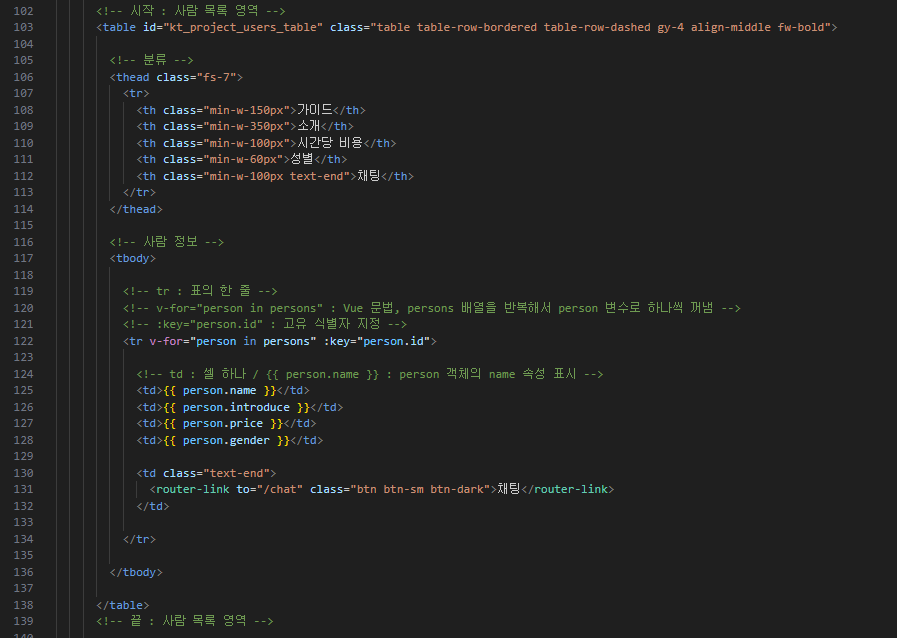 102 <!-- 시작 : 사람 목록 영역 -->
103 <table id="kt_project_users_table" class="table table-row-bordered table-row-dashed gy-4 align-middle fw-bold">
104
105 <!-- 분류 -->
106 <thead class="fs-7">
107 <tr>
108 <th class="min-w-150px">가이드</th>
109 <th class="min-w-350px">소개</th>
110 <th class="min-w-100px">시간당 비용</th>
111 <th class="min-w-60px">성별</th>
112 <th class="min-w-100px text-end">채팅</th>
113 </tr>
114 </thead>
115
116 <!-- 사람 정보 -->
117 <tbody>
118
119 <!-- tr : 표의 한 줄 -->
120 <!-- v-for="person in persons" : Vue 문법, persons 배열을 반복해서 person 변수로 하나씩 꺼냄 -->
121 <!-- :key="person.id" : 고유 식별자 지정 -->
122 <tr v-for="person in persons" :key="person.id">
123
124 <!-- td : 셀 하나 / {{ person.name }} : person 객체의 name 속성 표시 -->
125 <td>{{ person.name }}</td>
126 <td>{{ person.introduce }}</td>
127 <td>{{ person.price }}</td>
128 <td>{{ person.gender }}</td>
129
130 <td class="text-end">
131 <router-link to="/chat" class="btn btn-sm btn-dark">채팅</router-link>
132 </td>
133
134 </tr>
135
136 </tbody>
137
138 </table>
139 <!-- 끝 : 사람 목록 영역 -->
140